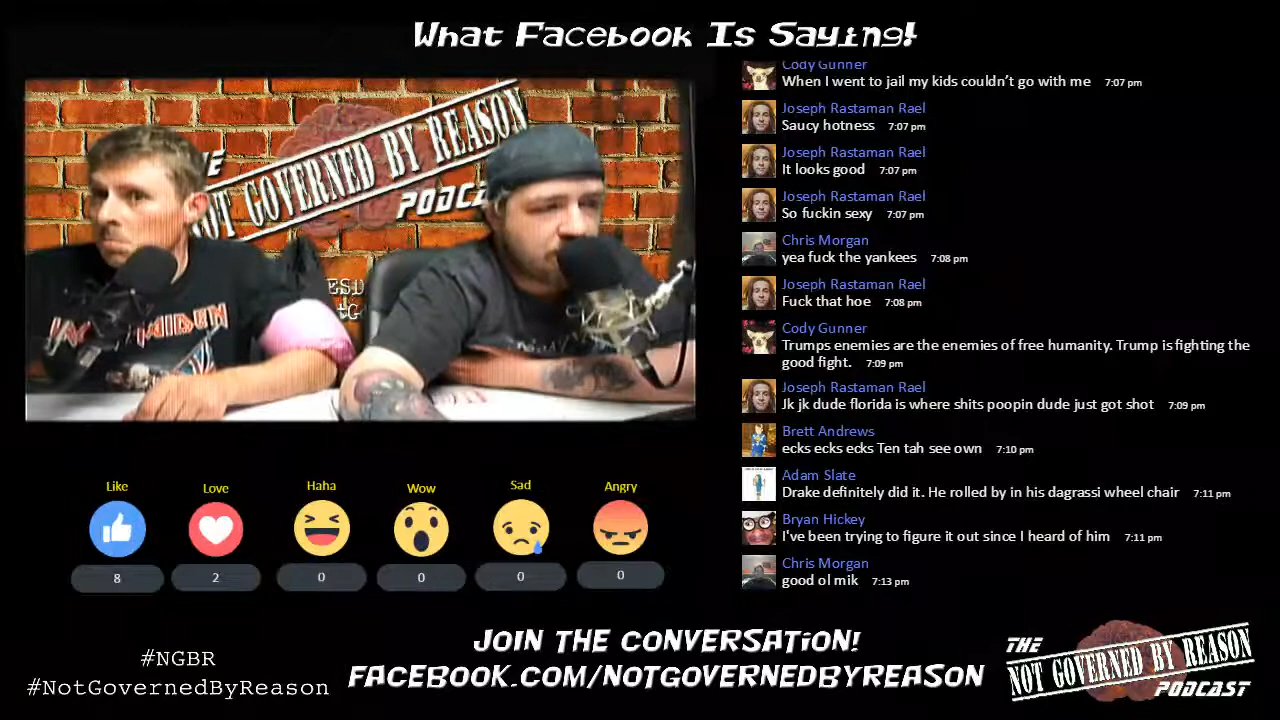 What Facebook Is Saying!
THE
NOT GOVERNED BY REASON
PODCA
IRON MAIDEN
ESD
Cody Gunner
When I went to jail my kids couldn't go with me 7:07 pm
Joseph Rastaman Rael
Saucy hotness 7:07 pm
Joseph Rastaman Rael
It looks good 7:07 pm
Joseph Rastaman Rael
So fuckin sexy 7:07 pm
Chris Morgan
yea fuck the yankees 7:08 pm
Joseph Rastaman Rael
Fuck that hoe 7:08 pm
Cody Gunner
Trumps enemies are the enemies of free humanity. Trump is fighting the
good fight. 7:09 pm
Joseph Rastaman Rael
Jk jk dude florida is where shits poopin dude just got shot 7:09 pm
Brett Andrews
ecks ecks ecks Ten tah see own 7:10 pm
Adam Slate
Drake definitely did it. He rolled by in his dagrassi wheel chair 7:11 pm
Bryan Hickey
I've been trying to figure it out since I heard of him 7:11 pm
Chris Morgan
good ol mik 7:13 pm
Like Love Haha Wow Sad Angry
8 2 0 0 0 0
#NGBR
#NotGovernedByReason
JOIN THE CONVERSATION!
FACEBOOK.COM/NOTGOVERNEDBYREASON
THE
NOT GOVERNED BY REASON
PODCAST